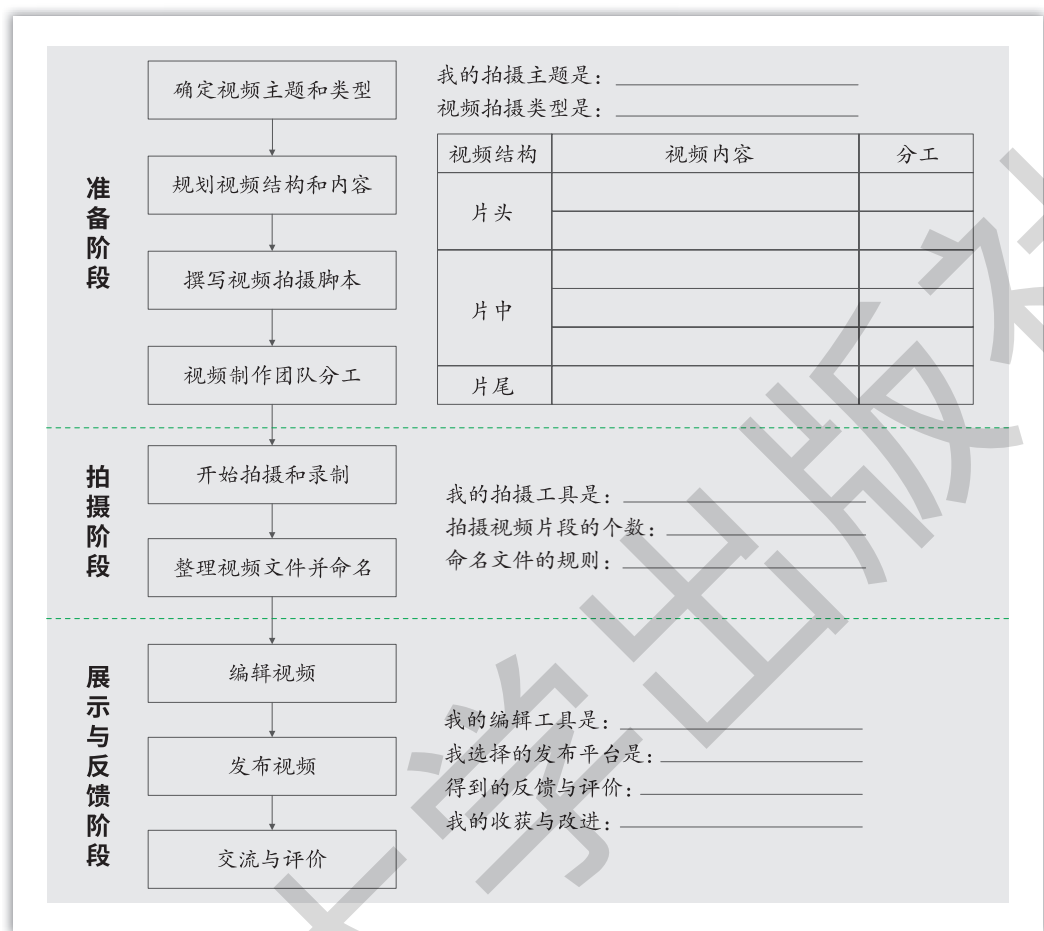 准备阶段
确定视频主题和类型
规划视频结构和内容
撰写视频拍摄脚本
视频制作团队分工
我的拍摄主题是：
视频拍摄类型是：
视频结构 视频内容 分工
片头
片中
片尾
拍摄阶段
开始拍摄和录制
整理视频文件并命名
我的拍摄工具是：
拍摄视频片段的个数：
命名文件的规则：
展示与反馈阶段
编辑视频
发布视频
交流与评价
我的编辑工具是：
我选择的发布平台是：
得到的反馈与评价：
我的收获与改进：
大学出版社